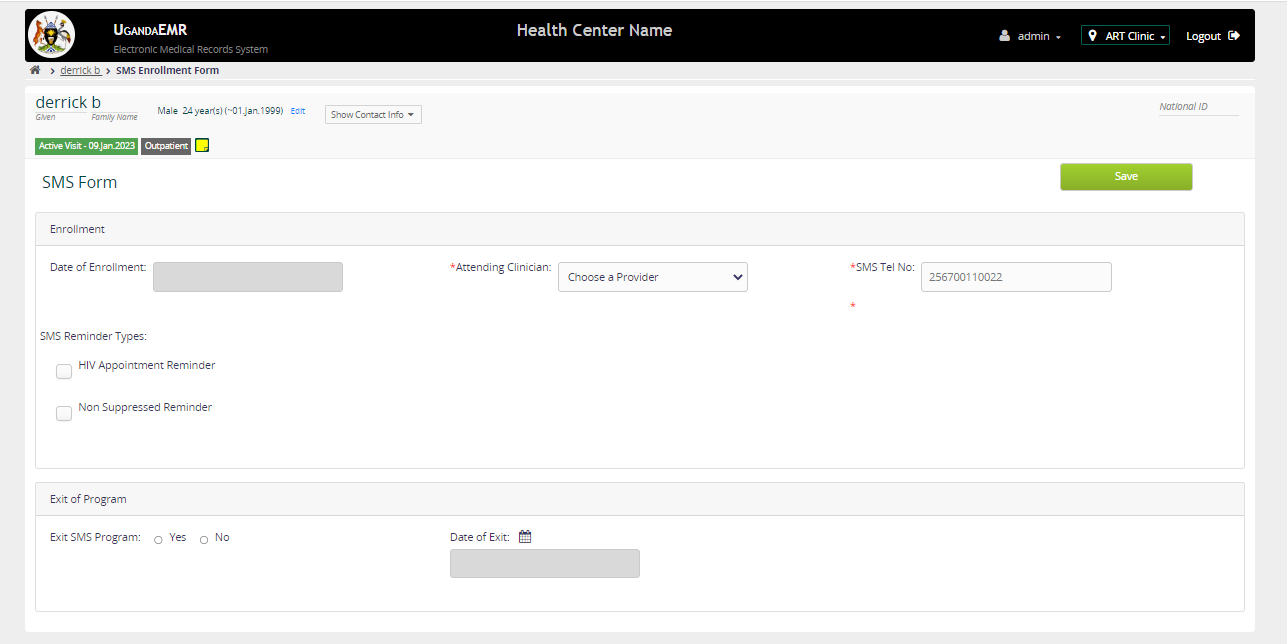 UGANDAEMR
Electronic Medical Records System
Health Center Name
admin
ART Clinic
Logout
derrick b
SMS Enrollment Form
derrick b
Given
Family Name
Male 24 year(s) (~01.Jan.1999) Edit
Show Contact Info
National ID
Active Visit - 09.Jan.2023
Outpatient
SMS Form
Save
Enrollment
Date of Enrollment:
*Attending Clinician:
Choose a Provider
*SMS Tel No:
256700110022
*
SMS Reminder Types:
HIV Appointment Reminder
Non Suppressed Reminder
Exit of Program
Exit SMS Program:
Yes
No
Date of Exit: